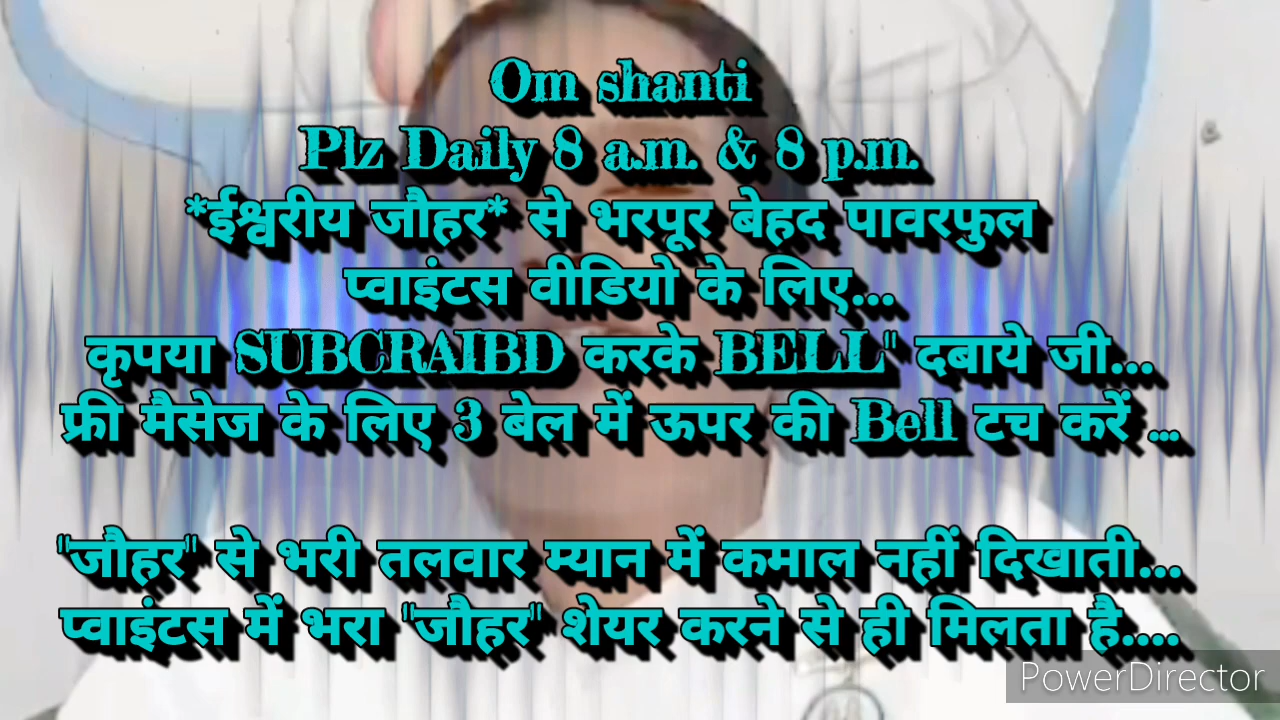 Om shanti
Plz Daily 8 a.m. & 8 p.m.
*ईश्वरीय जौहर* से भरपूर बेहद पावरफुल
प्वाइंटस वीडियो के लिए...
कृपया SUBCRAIBD करके BELL" दबाये जी...
फ्री मैसेज के लिए 3 बेल में ऊपर की Bell टच करें ...
"जौहर" से भरी तलवार म्यान में कमाल नहीं दिखाती...
प्वाइंटस में भरा "जौहर" शेयर करने से ही मिलता है....
PowerDirector